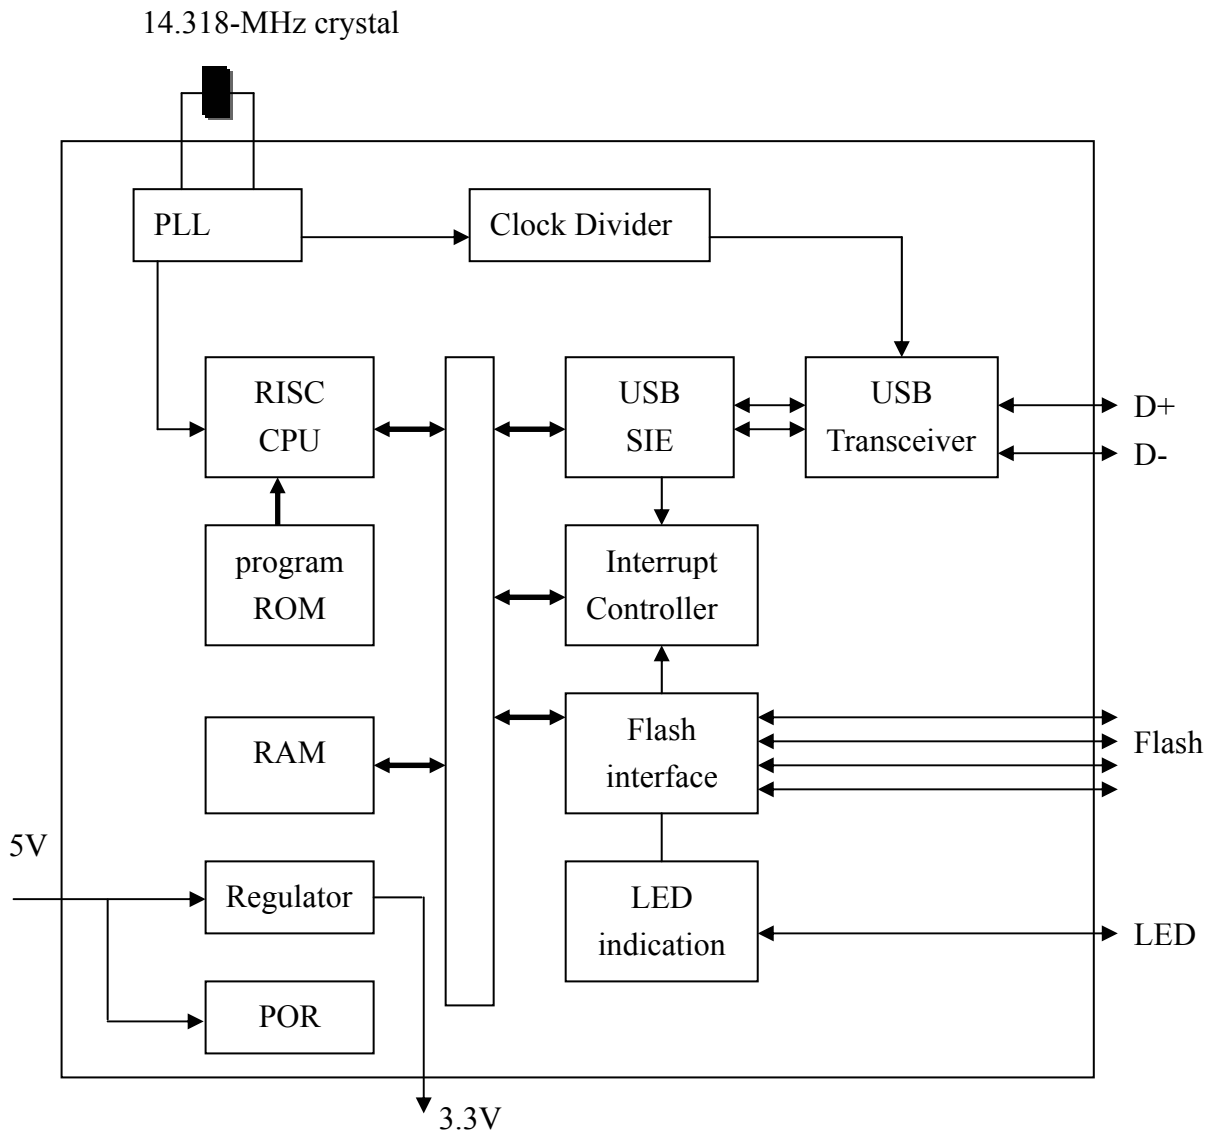 14.318-MHz crystal
PLL
Clock Divider
RISC
CPU
USB
SIE
USB
Transceiver
D+
D-
program
ROM
Interrupt
Controller
RAM
Flash
interface
Flash
5V
Regulator
LED
indication
LED
POR
3.3V